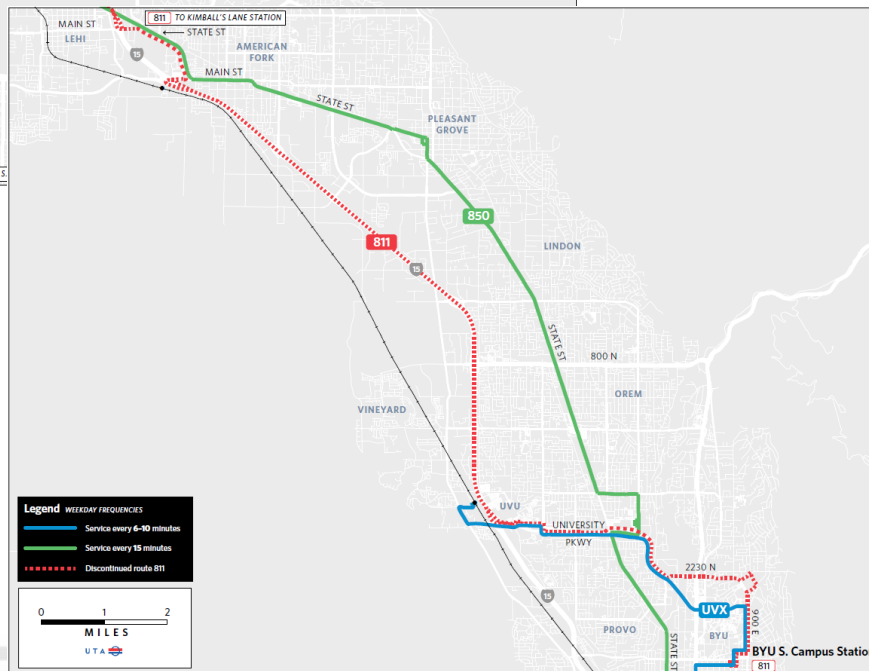 811 TO KIMBALL'S LANE STATION
MAIN ST
STATE ST
LEHI
15
AMERICAN
FORK
MAIN ST
STATE ST
PLEASANT
GROVE
S.
850
811
LINDON
15
STATE ST
800 N
OREM
VINEYARD
UVU
UNIVERSITY
PKWY
2230 N
15
UVX
900 E
PROVO
BYU
STATE ST
BYU S. Campus Statio
811
Legend WEEKDAY FREQUENCIES
Service every 6-10 minutes
Service every 15 minutes
Discontinued route 811
0 1 2
MILES
UTA